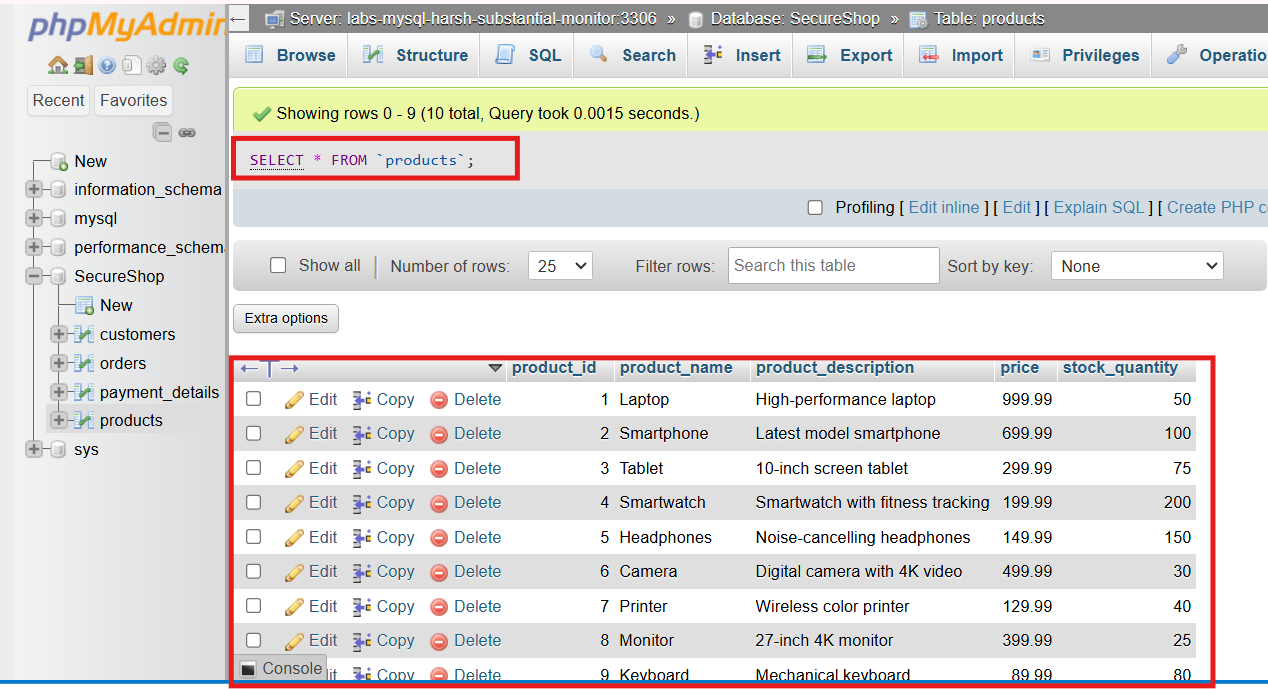 phpMyAdmin
Recent Favorites
New
information_schema
mysql
performance_schema
SecureShop
New
customers
orders
payment_details
products
sys
Server: labs-mysql-harsh-substantial-monitor:3306 » Database: SecureShop » Table: products
Browse Structure SQL Search Insert Export Import Privileges Operatio
Showing rows 0 - 9 (10 total, Query took 0.0015 seconds.)
SELECT * FROM `products`;
Profiling [ Edit inline ] [ Edit ] [ Explain SQL ] [ Create PHP c
Show all | Number of rows: 25 Filter rows: Search this table Sort by key: None
Extra options
product_id product_name product_description price stock_quantity
Edit Copy Delete 1 Laptop High-performance laptop 999.99 50
Edit Copy Delete 2 Smartphone Latest model smartphone 699.99 100
Edit Copy Delete 3 Tablet 10-inch screen tablet 299.99 75
Edit Copy Delete 4 Smartwatch Smartwatch with fitness tracking 199.99 200
Edit Copy Delete 5 Headphones Noise-cancelling headphones 149.99 150
Edit Copy Delete 6 Camera Digital camera with 4K video 499.99 30
Edit Copy Delete 7 Printer Wireless color printer 129.99 40
Edit Copy Delete 8 Monitor 27-inch 4K monitor 399.99 25
Console it Copy Delete 9 Keyboard Mechanical keyboard 89.99 80